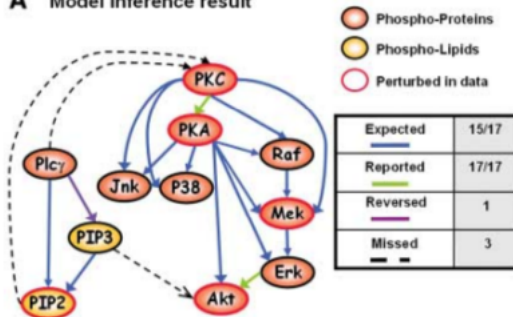 A Model inference result
Phospho-Proteins
Phospho-Lipids
Perturbed in data
PKC
PKA
Raf
Plcγ
Jnk
P38
Mek
PIP3
Erk
PIP2
Akt
Expected 15/17
Reported 17/17
Reversed 1
Missed 3